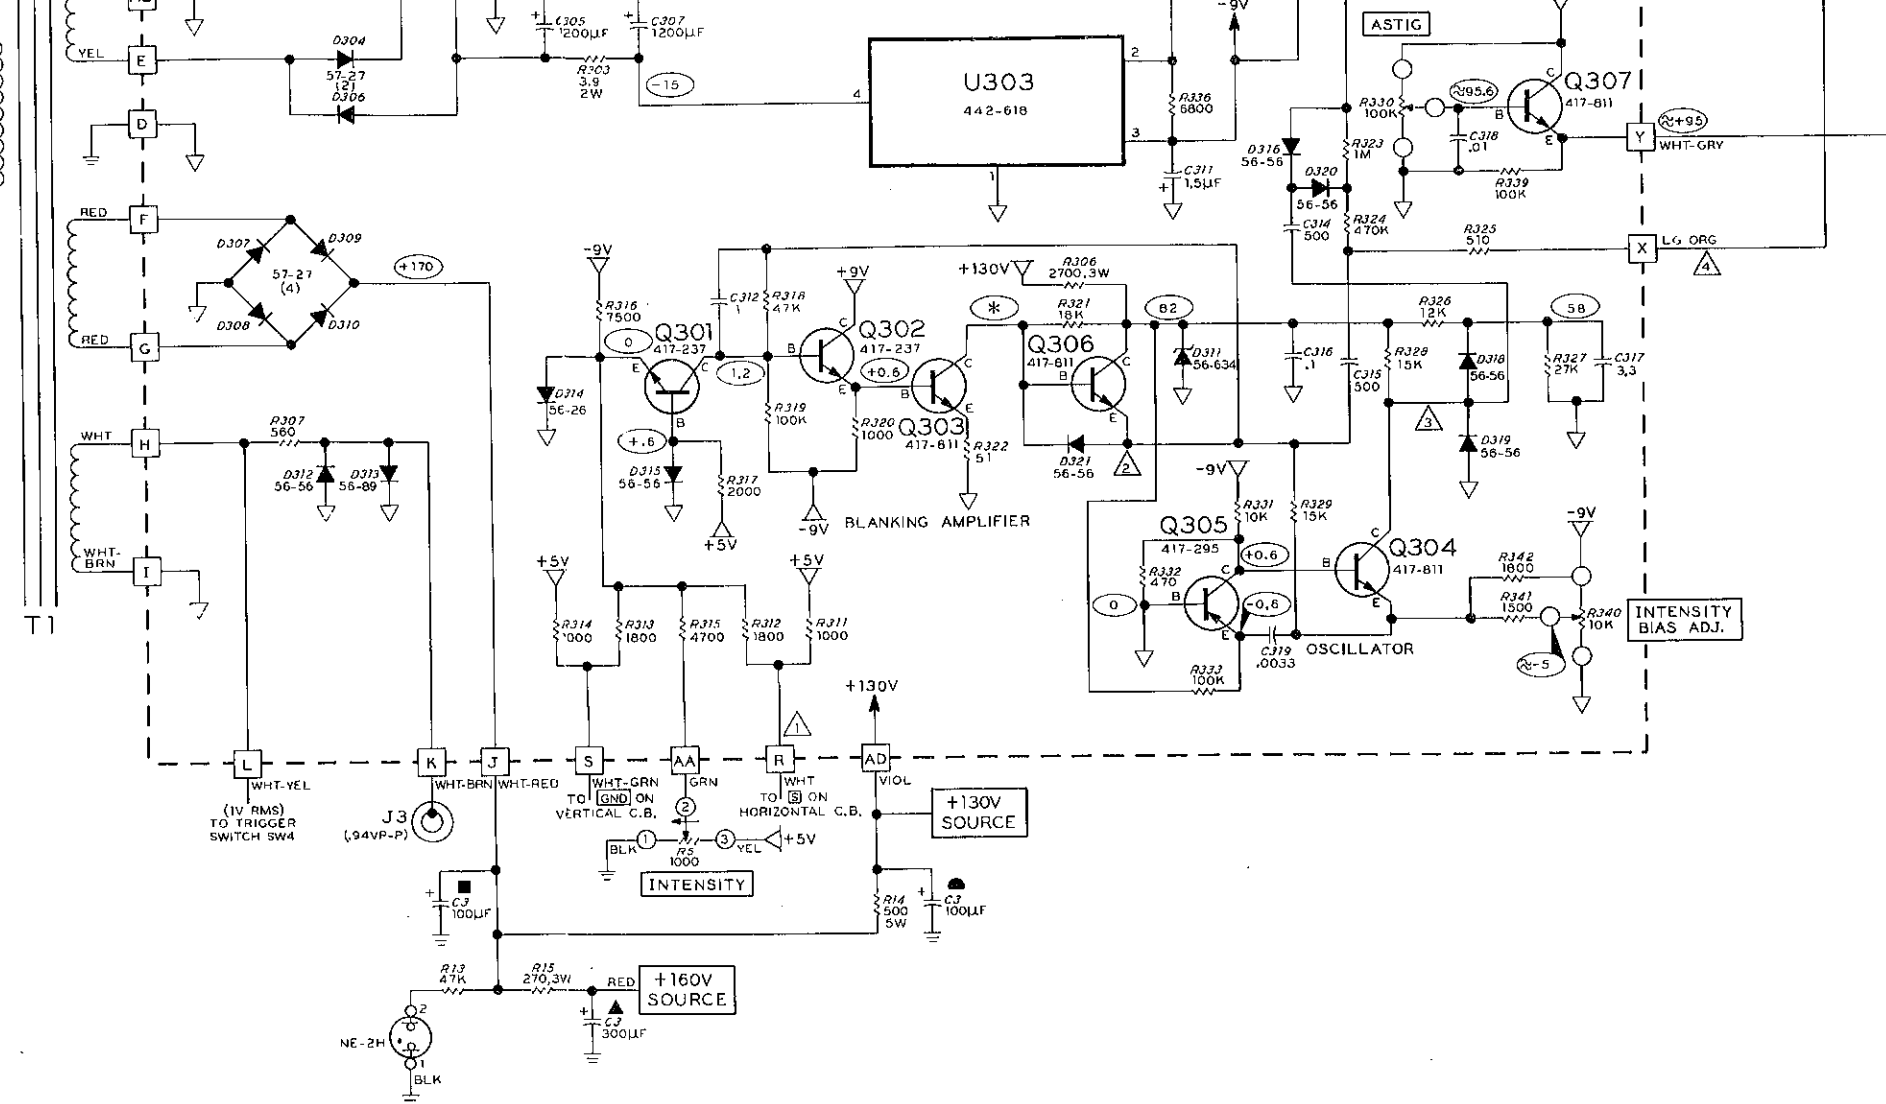 YEL
E
D304
57-27
(2)
D306
C305
1200µF
C307
1200µF
R303
3.9
2W
-15
4
U303
442-618
2
3
1
-9V
R336
6800
C311
1.5µF
+
ASTIG
R330
100K
≈95.6
B
C
E
Q307
417-811
C318
.01
R339
100K
Y
≈+95
WHT-GRY
D316
56-56
R323
1M
D320
56-56
C314
500
R324
470K
R325
510
X
LG ORG
4
D
RED
F
D307
D309
57-27
(4)
D308
D310
+170
RED
G
-9V
R316
7500
0
Q301
417-237
E
C
B
C312
.1
R318
47K
+9V
C
B
E
Q302
417-237
1.2
+0.6
*
+130V
R306
2700,3W
R321
18K
82
R326
12K
58
D314
56-26
+.6
D315
56-56
R317
2000
+5V
R319
100K
R320
1000
-9V
C
B
E
Q303
417-811
R322
51
BLANKING AMPLIFIER
Q306
417-811
C
B
E
D321
56-56
2
D311
56-634
C316
.1
C315
500
R328
15K
D318
56-56
3
D319
56-56
R327
27K
C317
3.3
WHT
H
R307
560
D312
56-56
D313
56-89
WHT-
BRN
I
T1
-9V
R331
10K
R329
15K
Q305
417-295
R332
470
+0.6
0
B
C
E
-0.6
C319
.0033
R333
100K
B
C
E
Q304
417-811
OSCILLATOR
R342
1800
R341
1500
-9V
R340
10K
≈-5
INTENSITY
BIAS ADJ.
+5V
R314
1000
R313
1800
R315
4700
R312
1800
+5V
R311
1000
1
+130V
L
K
J
S
AA
R
AD
WHT-YEL
WHT-BRN
WHT-RED
WHT-GRN
GRN
WHT
VIOL
(1V RMS)
TO TRIGGER
SWITCH SW4
J3
(.94VP-P)
TO GND ON
VERTICAL C.B.
TO S ON
HORIZONTAL C.B.
2
BLK
1
R5
1000
3
YEL
+5V
INTENSITY
+130V
SOURCE
+
C3
100µF
R14
500
5W
+
C3
100µF
R13
47K
R15
270,3W
RED
+160V
SOURCE
+
C3
300µF
NE-2H
2
1
BLK